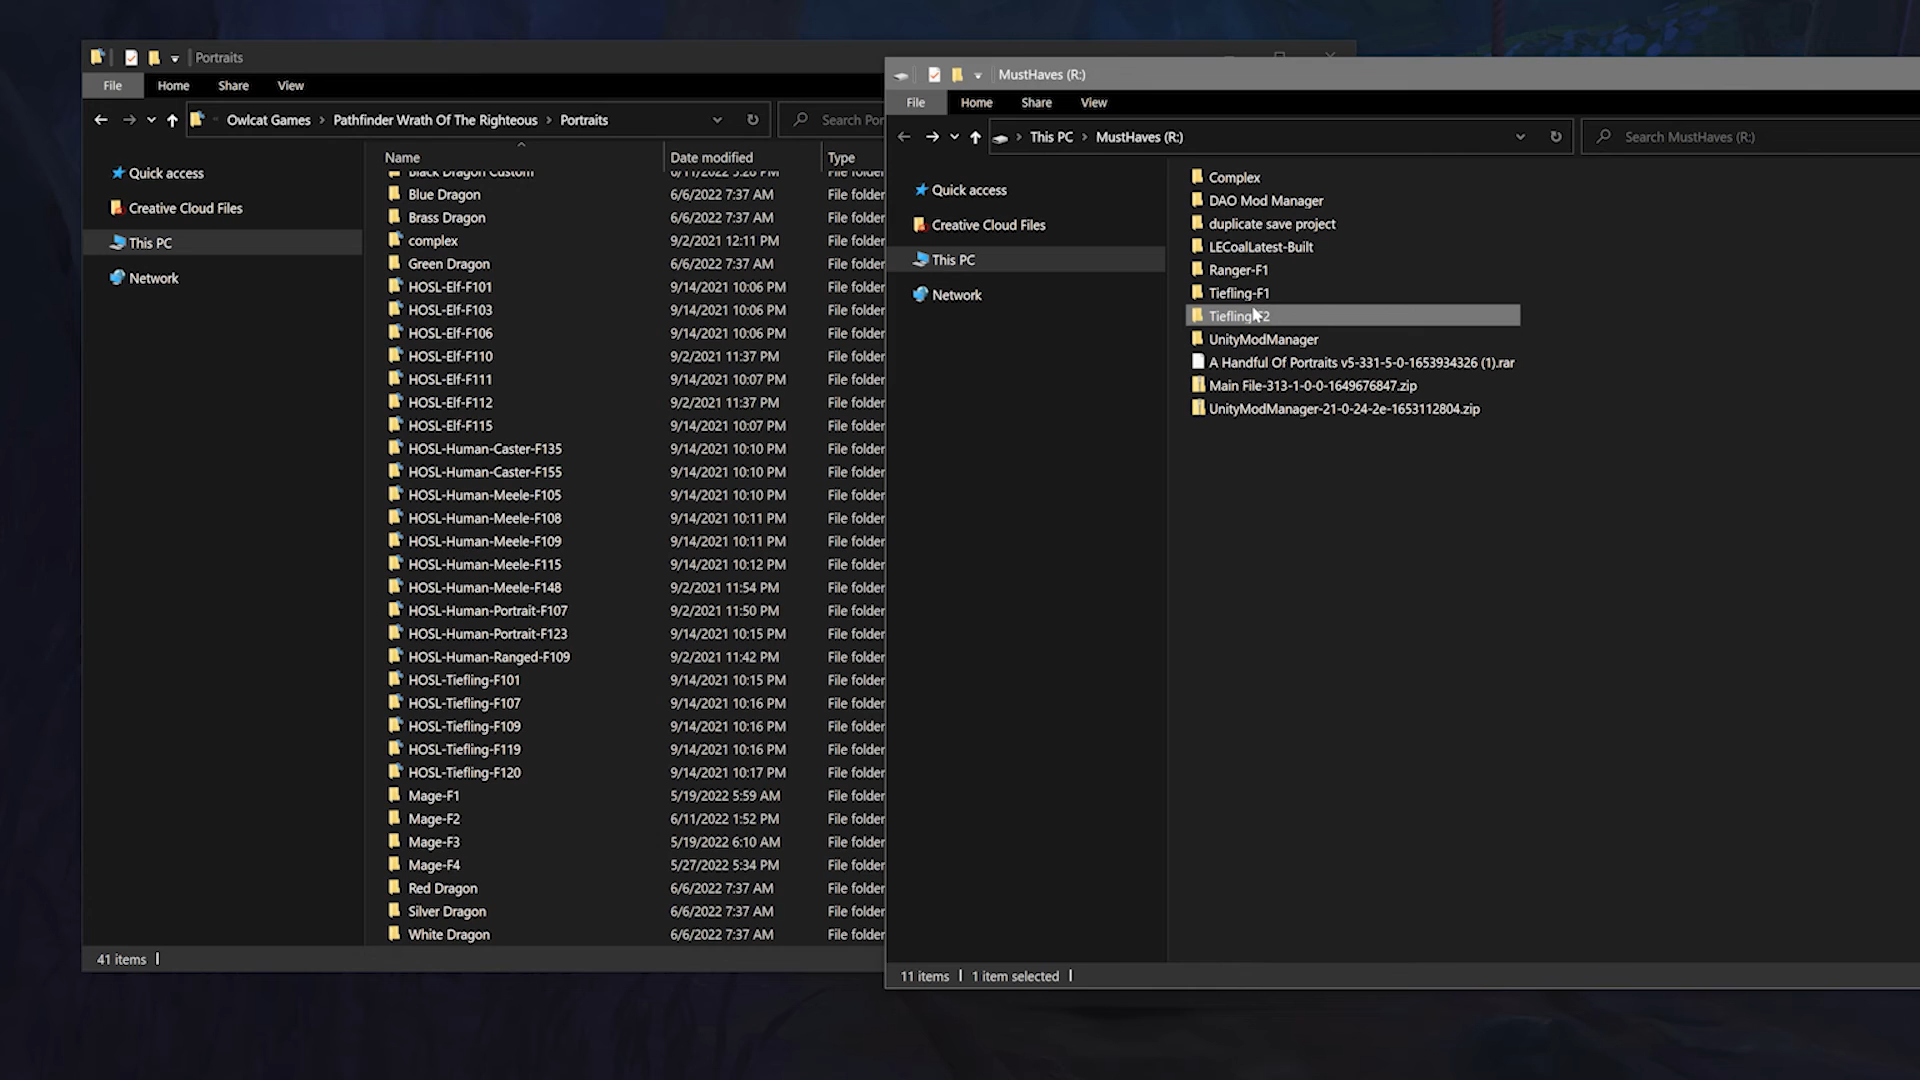 Portraits
File Home Share View
Owlcat Games > Pathfinder Wrath Of The Righteous > Portraits
Search Por
Quick access
Creative Cloud Files
This PC
Network
Name Date modified Type
Black Dragon Custom 6/11/2022 5:26 PM File folder
Blue Dragon 6/6/2022 7:37 AM File folder
Brass Dragon 6/6/2022 7:37 AM File folder
complex 9/2/2021 12:11 PM File folder
Green Dragon 6/6/2022 7:37 AM File folder
HOSL-Elf-F101 9/14/2021 10:06 PM File folder
HOSL-Elf-F103 9/14/2021 10:06 PM File folder
HOSL-Elf-F106 9/14/2021 10:06 PM File folder
HOSL-Elf-F110 9/2/2021 11:37 PM File folder
HOSL-Elf-F111 9/14/2021 10:07 PM File folder
HOSL-Elf-F112 9/2/2021 11:37 PM File folder
HOSL-Elf-F115 9/14/2021 10:07 PM File folder
HOSL-Human-Caster-F135 9/14/2021 10:10 PM File folder
HOSL-Human-Caster-F155 9/14/2021 10:10 PM File folder
HOSL-Human-Meele-F105 9/14/2021 10:10 PM File folder
HOSL-Human-Meele-F108 9/14/2021 10:11 PM File folder
HOSL-Human-Meele-F109 9/14/2021 10:11 PM File folder
HOSL-Human-Meele-F115 9/14/2021 10:12 PM File folder
HOSL-Human-Meele-F148 9/2/2021 11:54 PM File folder
HOSL-Human-Portrait-F107 9/2/2021 11:50 PM File folder
HOSL-Human-Portrait-F123 9/14/2021 10:15 PM File folder
HOSL-Human-Ranged-F109 9/2/2021 11:42 PM File folder
HOSL-Tiefling-F101 9/14/2021 10:15 PM File folder
HOSL-Tiefling-F107 9/14/2021 10:16 PM File folder
HOSL-Tiefling-F109 9/14/2021 10:16 PM File folder
HOSL-Tiefling-F119 9/14/2021 10:16 PM File folder
HOSL-Tiefling-F120 9/14/2021 10:17 PM File folder
Mage-F1 5/19/2022 5:59 AM File folder
Mage-F2 6/11/2022 1:52 PM File folder
Mage-F3 5/19/2022 6:10 AM File folder
Mage-F4 5/27/2022 5:34 PM File folder
Red Dragon 6/6/2022 7:37 AM File folder
Silver Dragon 6/6/2022 7:37 AM File folder
White Dragon 6/6/2022 7:37 AM File folder
41 items
MustHaves (R:)
File Home Share View
This PC > MustHaves (R:)
Search MustHaves (R:)
Quick access
Creative Cloud Files
This PC
Network
Complex
DAO Mod Manager
duplicate save project
LECoalLatest-Built
Ranger-F1
Tiefling-F1
Tiefling-F2
UnityModManager
A Handful Of Portraits v5-331-5-0-1653934326 (1).rar
Main File-313-1-0-0-1649676847.zip
UnityModManager-21-0-24-2e-1653112804.zip
11 items 1 item selected